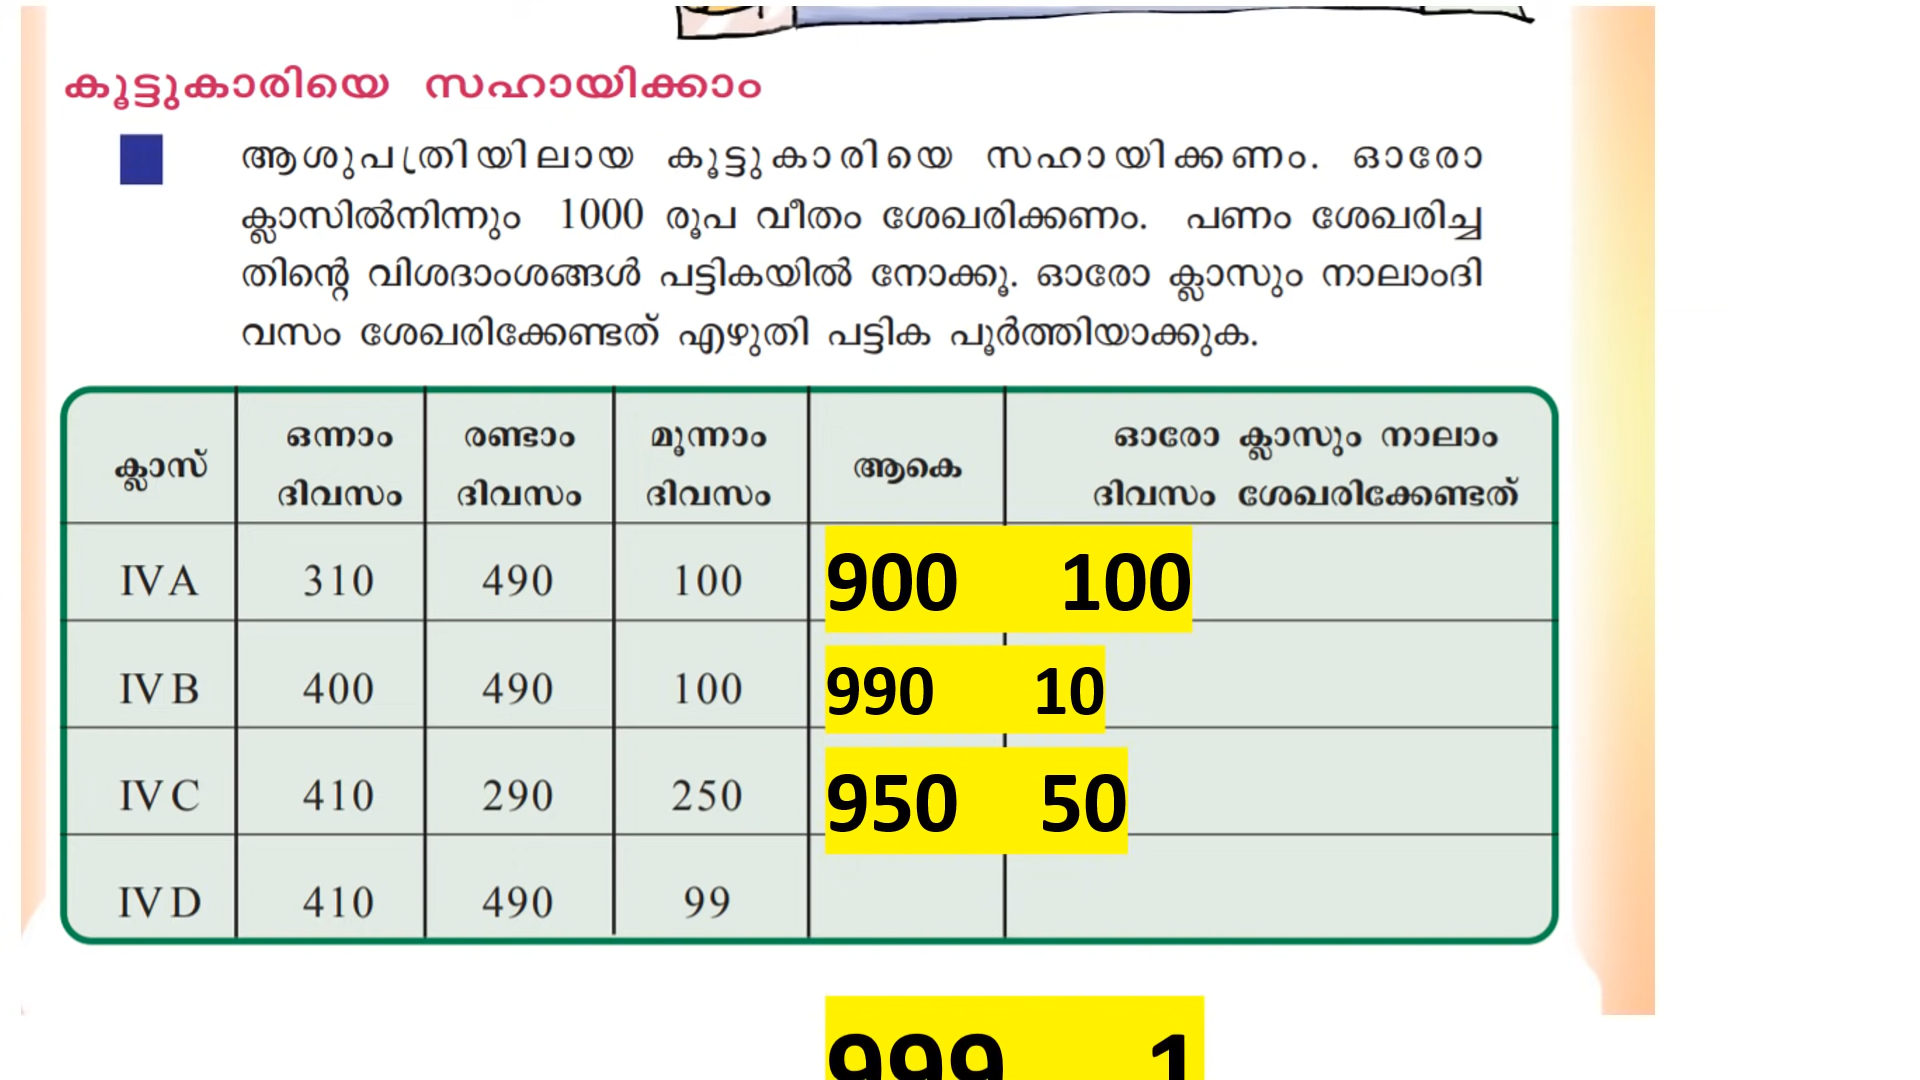 കൂട്ടുകാരിയെ സഹായിക്കാം
ആശുപത്രിയിലായ കൂട്ടുകാരിയെ സഹായിക്കണം. ഓരോ
ക്ലാസിൽനിന്നും 1000 രൂപ വീതം ശേഖരിക്കണം. പണം ശേഖരിച്ച
തിന്റെ വിശദാംശങ്ങൾ പട്ടികയിൽ നോക്കൂ. ഓരോ ക്ലാസും നാലാംദി
വസം ശേഖരിക്കേണ്ടത് എഴുതി പട്ടിക പൂർത്തിയാക്കുക.
ക്ലാസ് ഒന്നാം ദിവസം രണ്ടാം ദിവസം മൂന്നാം ദിവസം ആകെ ഓരോ ക്ലാസും നാലാം ദിവസം ശേഖരിക്കേണ്ടത്
IV A 310 490 100 900 100
IV B 400 490 100 990 10
IV C 410 290 250 950 50
IV D 410 490 99
999 1